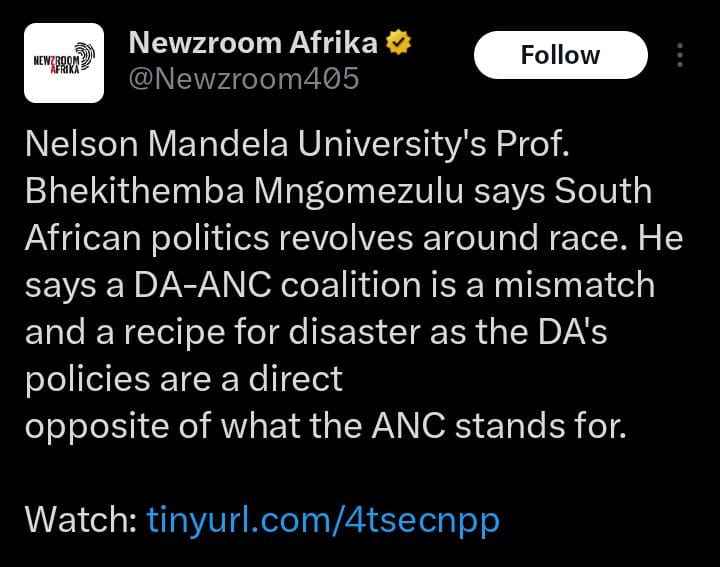 NEWZROOM
AFRIKA
Newzroom Afrika
@Newzroom405
Follow
Nelson Mandela University's Prof.
Bhekithemba Mngomezulu says South
African politics revolves around race. He
says a DA-ANC coalition is a mismatch
and a recipe for disaster as the DA's
policies are a direct
opposite of what the ANC stands for.
Watch: tinyurl.com/4tsecnpp